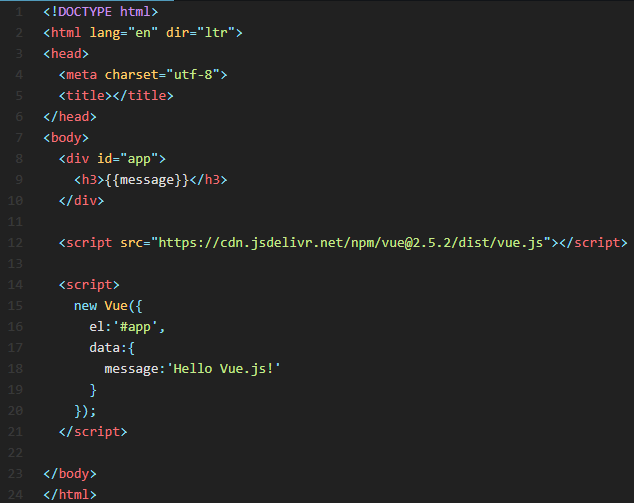 1 <!DOCTYPE html>
2 <html lang="en" dir="ltr">
3 <head>
4   <meta charset="utf-8">
5   <title></title>
6 </head>
7 <body>
8   <div id="app">
9     <h3>{{message}}</h3>
10   </div>
11
12   <script src="https://cdn.jsdelivr.net/npm/vue@2.5.2/dist/vue.js"></script>
13
14   <script>
15     new Vue({
16       el:'#app',
17       data:{
18         message:'Hello Vue.js!'
19       }
20     });
21   </script>
22
23 </body>
24 </html>